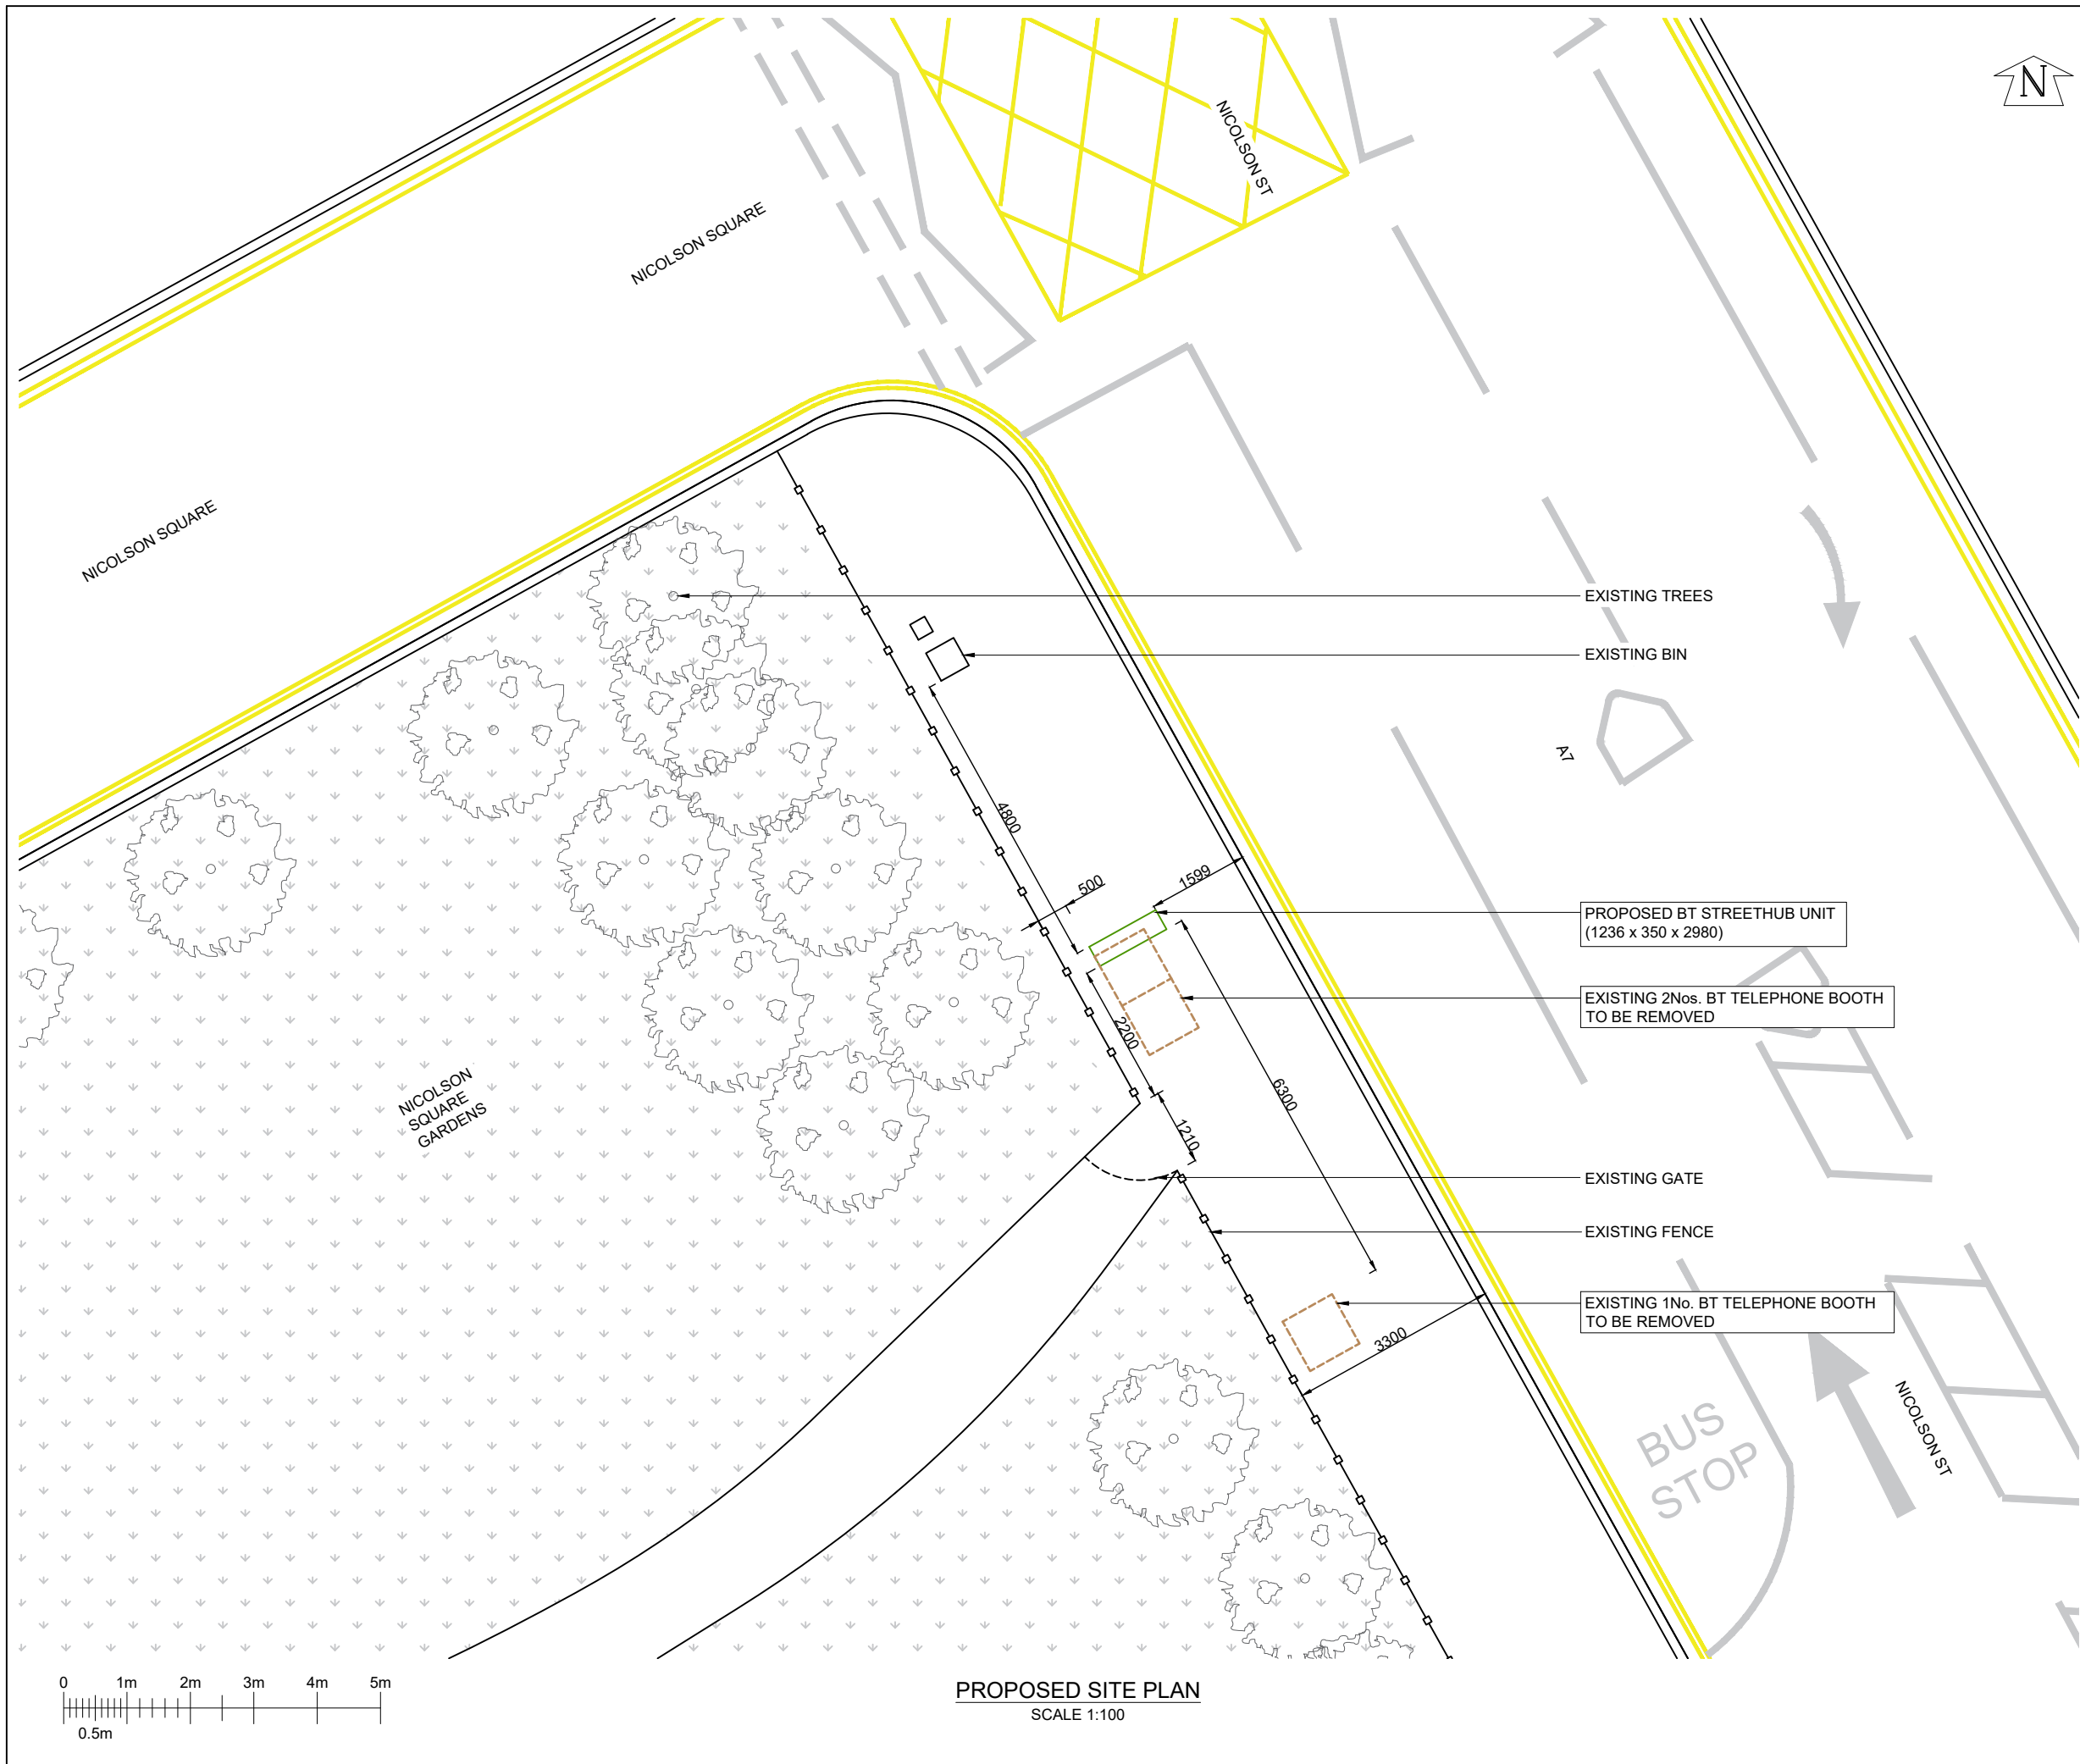 N
NICOLSON ST
NICOLSON SQUARE
NICOLSON SQUARE
EXISTING TREES
EXISTING BIN
A7
4800
500
1599
PROPOSED BT STREETHUB UNIT
(1236 x 350 x 2980)
EXISTING 2Nos. BT TELEPHONE BOOTH
TO BE REMOVED
2200
6300
NICOLSON
SQUARE
GARDENS
1210
EXISTING GATE
EXISTING FENCE
EXISTING 1No. BT TELEPHONE BOOTH
TO BE REMOVED
3300
BUS
STOP
NICOLSON ST
0 1m 2m 3m 4m 5m
0.5m
PROPOSED SITE PLAN
SCALE 1:100